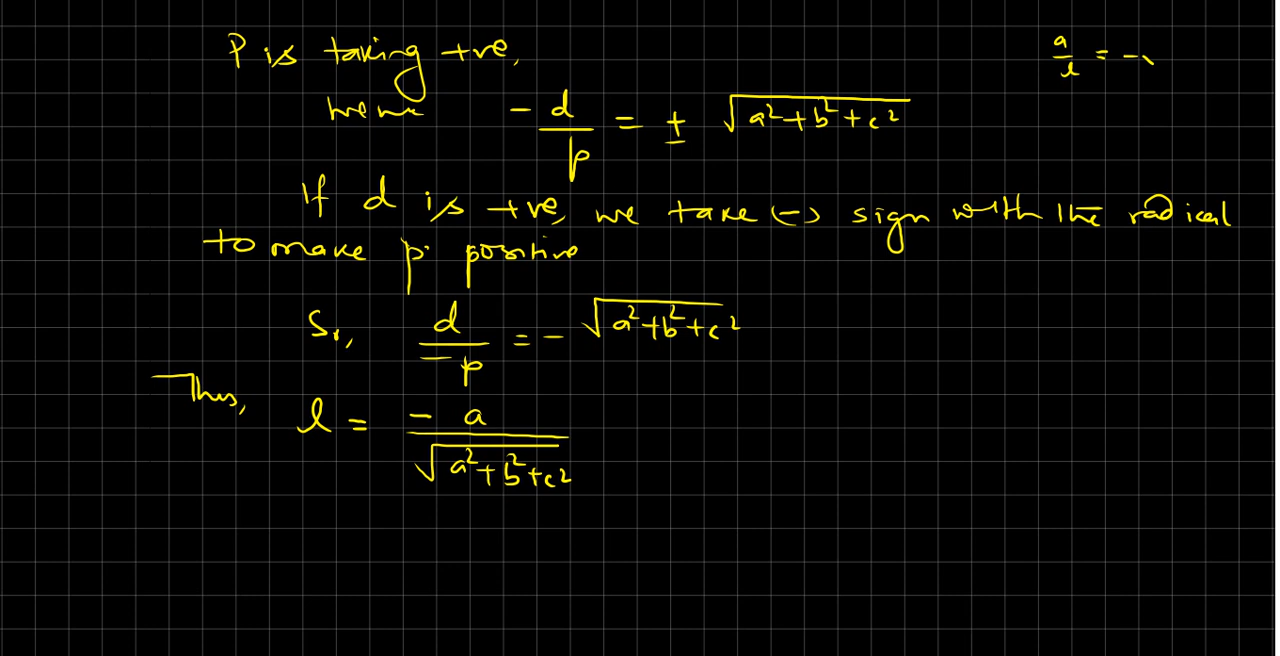 P is taking +ve,
a/l = -
here -d/p = ± √(a²+b²+c²)
If d is +ve, we take (-) sign with the radical
to make p positive
So, d/-p = - √(a²+b²+c²)
Thus,
l = -a/√(a²+b²+c²)